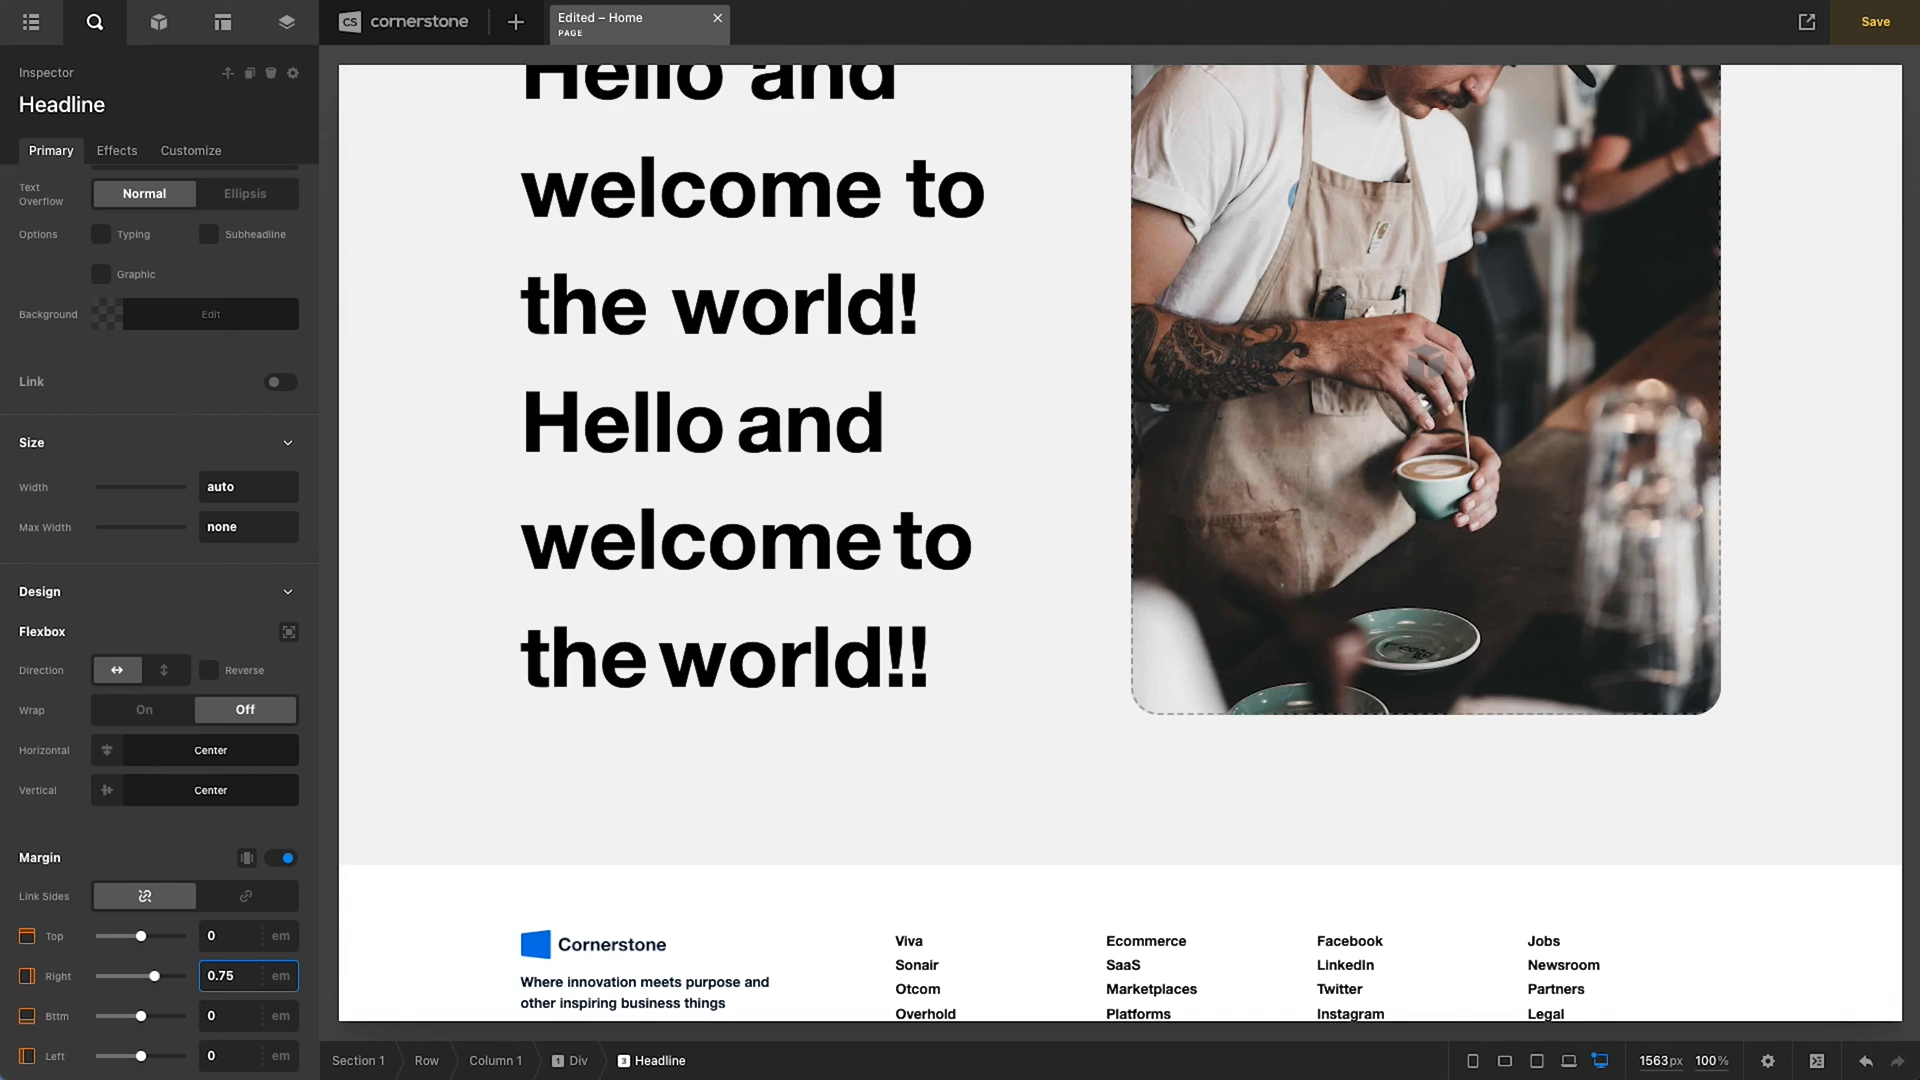 CS cornerstone
Edited – Home
PAGE
Save
Inspector
Headline
Primary
Effects
Customize
Text Overflow
Normal
Ellipsis
Options
Typing
Subheadline
Graphic
Background
Edit
Link
Size
Width
auto
Max Width
none
Design
Flexbox
Direction
Reverse
Wrap
On
Off
Horizontal
Center
Vertical
Center
Margin
Link Sides
Top
0
em
Right
0.75
em
Bttm
0
em
Left
0
em
Hello and
welcome to
the world!
Hello and
welcome to
the world!!
Cornerstone
Where innovation meets purpose and
other inspiring business things
Viva
Sonair
Otcom
Overhold
Ecommerce
SaaS
Marketplaces
Platforms
Facebook
LinkedIn
Twitter
Instagram
Jobs
Newsroom
Partners
Legal
Section 1
Row
Column 1
1 Div
3 Headline
1563px
100%